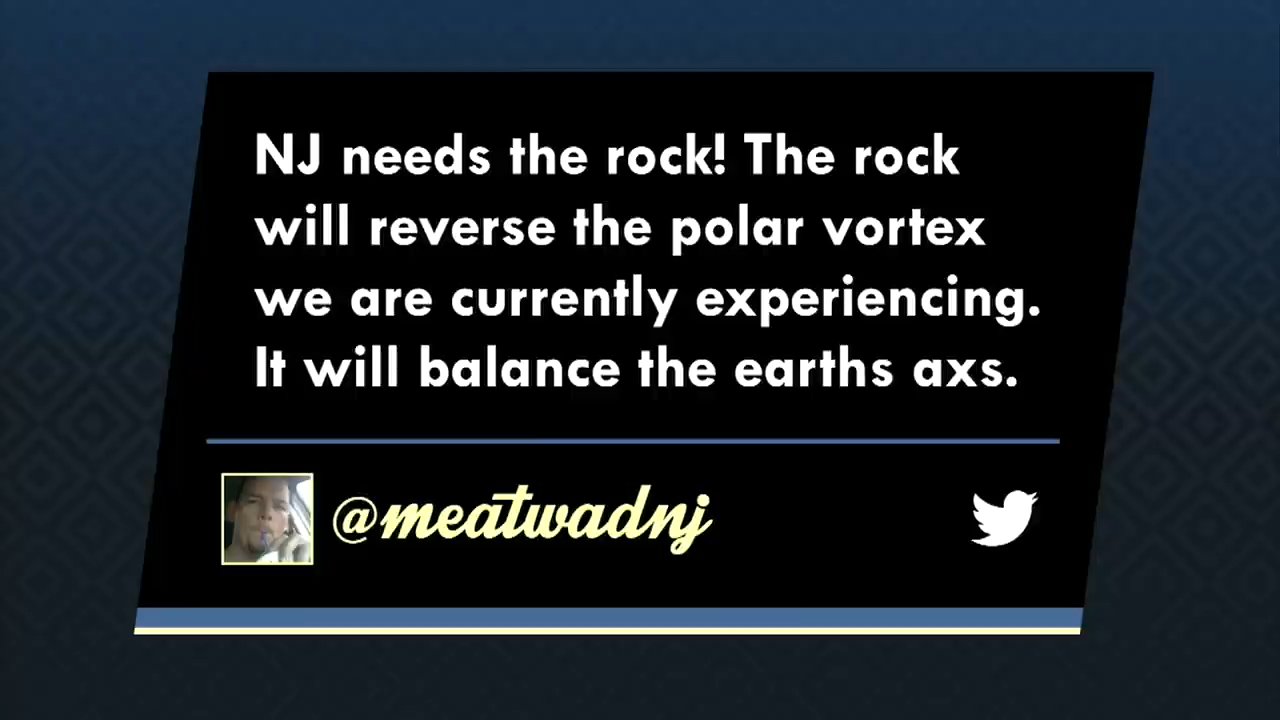 NJ needs the rock! The rock
will reverse the polar vortex
we are currently experiencing.
It will balance the earths axs.
@meatwadnj